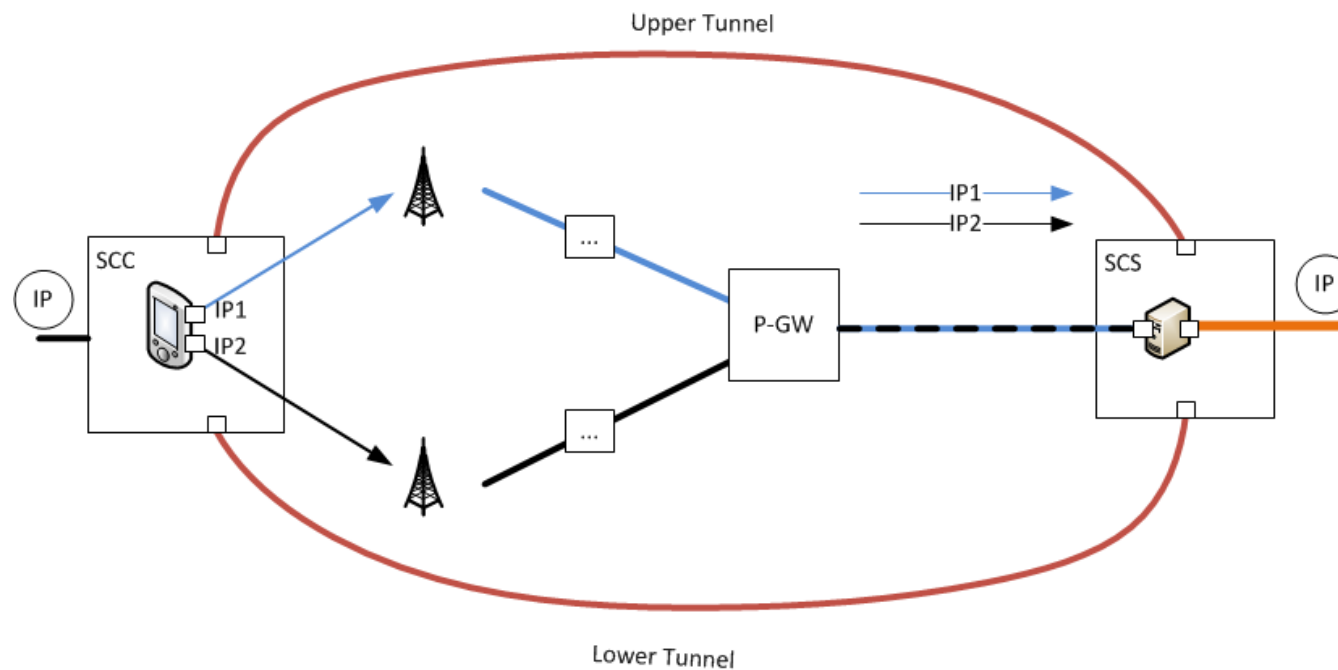 Upper Tunnel
IP1
IP2
SCC
SCS
IP
IP
IP1
IP2
...
...
P-GW
Lower Tunnel